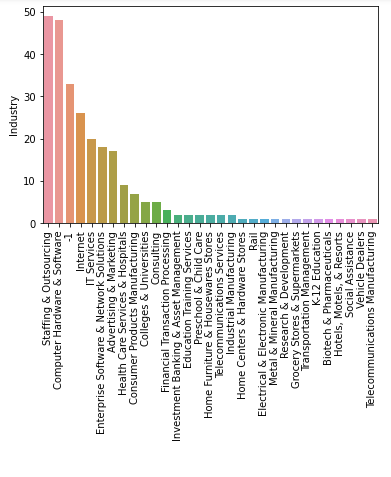 50
40
30
20
10
0
Industry
Staffing & Outsourcing
Computer Hardware & Software
-1
Internet
IT Services
Enterprise Software & Network Solutions
Advertising & Marketing
Health Care Services & Hospitals
Consumer Products Manufacturing
Colleges & Universities
Consulting
Financial Transaction Processing
Investment Banking & Asset Management
Education Training Services
Preschool & Child Care
Home Furniture & Housewares Stores
Telecommunications Services
Industrial Manufacturing
Home Centers & Hardware Stores
Rail
Electrical & Electronic Manufacturing
Metal & Mineral Manufacturing
Research & Development
Grocery Stores & Supermarkets
Transportation Management
K-12 Education
Biotech & Pharmaceuticals
Hotels, Motels, & Resorts
Social Assistance
Vehicle Dealers
Telecommunications Manufacturing